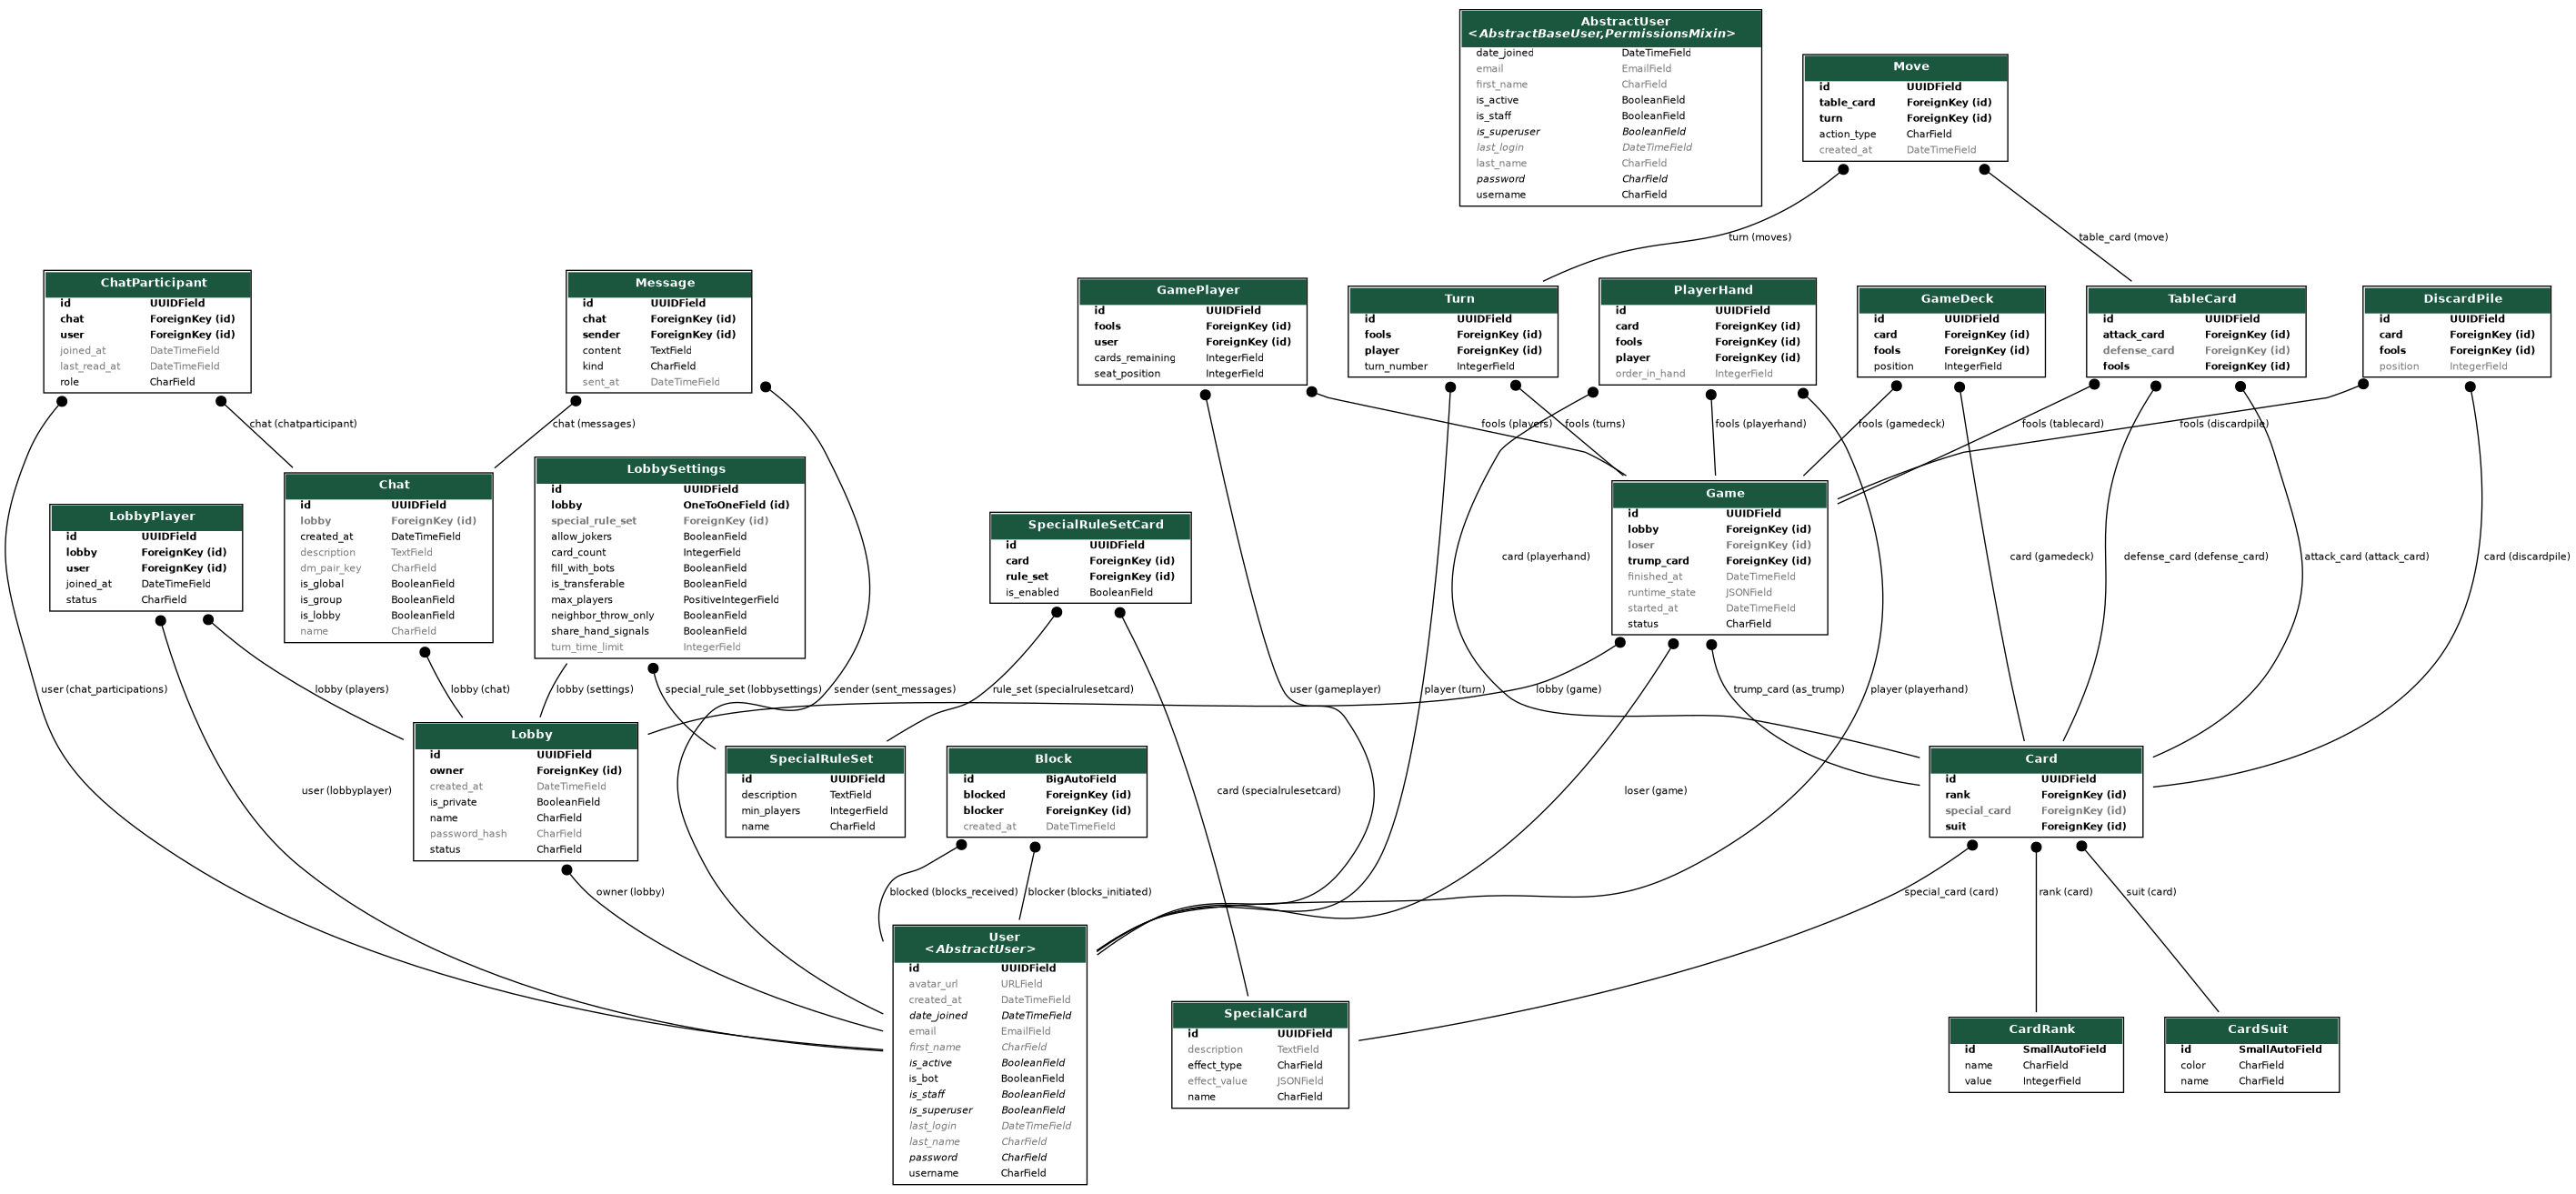 AbstractUser
<AbstractBaseUser,PermissionsMixin>
date_joined DateTimeField
email EmailField
first_name CharField
is_active BooleanField
is_staff BooleanField
is_superuser BooleanField
last_login DateTimeField
last_name CharField
password CharField
username CharField
Move
id UUIDField
table_card ForeignKey (id)
turn ForeignKey (id)
action_type CharField
created_at DateTimeField
turn (moves)
table_card (move)
ChatParticipant
id UUIDField
chat ForeignKey (id)
user ForeignKey (id)
joined_at DateTimeField
last_read_at DateTimeField
role CharField
Message
id UUIDField
chat ForeignKey (id)
sender ForeignKey (id)
content TextField
kind CharField
sent_at DateTimeField
GamePlayer
id UUIDField
fools ForeignKey (id)
user ForeignKey (id)
cards_remaining IntegerField
seat_position IntegerField
Turn
id UUIDField
fools ForeignKey (id)
player ForeignKey (id)
turn_number IntegerField
PlayerHand
id UUIDField
card ForeignKey (id)
fools ForeignKey (id)
player ForeignKey (id)
order_in_hand IntegerField
GameDeck
id UUIDField
card ForeignKey (id)
fools ForeignKey (id)
position IntegerField
TableCard
id UUIDField
attack_card ForeignKey (id)
defense_card ForeignKey (id)
fools ForeignKey (id)
DiscardPile
id UUIDField
card ForeignKey (id)
fools ForeignKey (id)
position IntegerField
chat (chatparticipant)
chat (messages)
fools (players)
fools (turns)
fools (playerhand)
fools (gamedeck)
fools (tablecard)
fools (discardpile)
LobbyPlayer
id UUIDField
lobby ForeignKey (id)
user ForeignKey (id)
joined_at DateTimeField
status CharField
Chat
id UUIDField
lobby ForeignKey (id)
created_at DateTimeField
description TextField
dm_pair_key CharField
is_global BooleanField
is_group BooleanField
is_lobby BooleanField
name CharField
LobbySettings
id UUIDField
lobby OneToOneField (id)
special_rule_set ForeignKey (id)
allow_jokers BooleanField
card_count IntegerField
fill_with_bots BooleanField
is_transferable BooleanField
max_players PositiveIntegerField
neighbor_throw_only BooleanField
share_hand_signals BooleanField
turn_time_limit IntegerField
SpecialRuleSetCard
id UUIDField
card ForeignKey (id)
rule_set ForeignKey (id)
is_enabled BooleanField
Game
id UUIDField
lobby ForeignKey (id)
loser ForeignKey (id)
trump_card ForeignKey (id)
finished_at DateTimeField
runtime_state JSONField
started_at DateTimeField
status CharField
card (playerhand)
card (gamedeck)
defense_card (defense_card)
attack_card (attack_card)
card (discardpile)
user (chat_participations)
lobby (players)
lobby (chat)
lobby (settings)
special_rule_set (lobbysettings)
sender (sent_messages)
rule_set (specialrulesetcard)
user (gameplayer)
player (turn)
lobby (game)
trump_card (as_trump)
player (playerhand)
Lobby
id UUIDField
owner ForeignKey (id)
created_at DateTimeField
is_private BooleanField
name CharField
password_hash CharField
status CharField
SpecialRuleSet
id UUIDField
description TextField
min_players IntegerField
name CharField
Block
id BigAutoField
blocked ForeignKey (id)
blocker ForeignKey (id)
created_at DateTimeField
Card
id UUIDField
rank ForeignKey (id)
special_card ForeignKey (id)
suit ForeignKey (id)
user (lobbyplayer)
card (specialrulesetcard)
loser (game)
owner (lobby)
blocked (blocks_received)
blocker (blocks_initiated)
special_card (card)
rank (card)
suit (card)
User
<AbstractUser>
id UUIDField
avatar_url URLField
created_at DateTimeField
date_joined DateTimeField
email EmailField
first_name CharField
is_active BooleanField
is_bot BooleanField
is_staff BooleanField
is_superuser BooleanField
last_login DateTimeField
last_name CharField
password CharField
username CharField
SpecialCard
id UUIDField
description TextField
effect_type CharField
effect_value JSONField
name CharField
CardRank
id SmallAutoField
name CharField
value IntegerField
CardSuit
id SmallAutoField
color CharField
name CharField